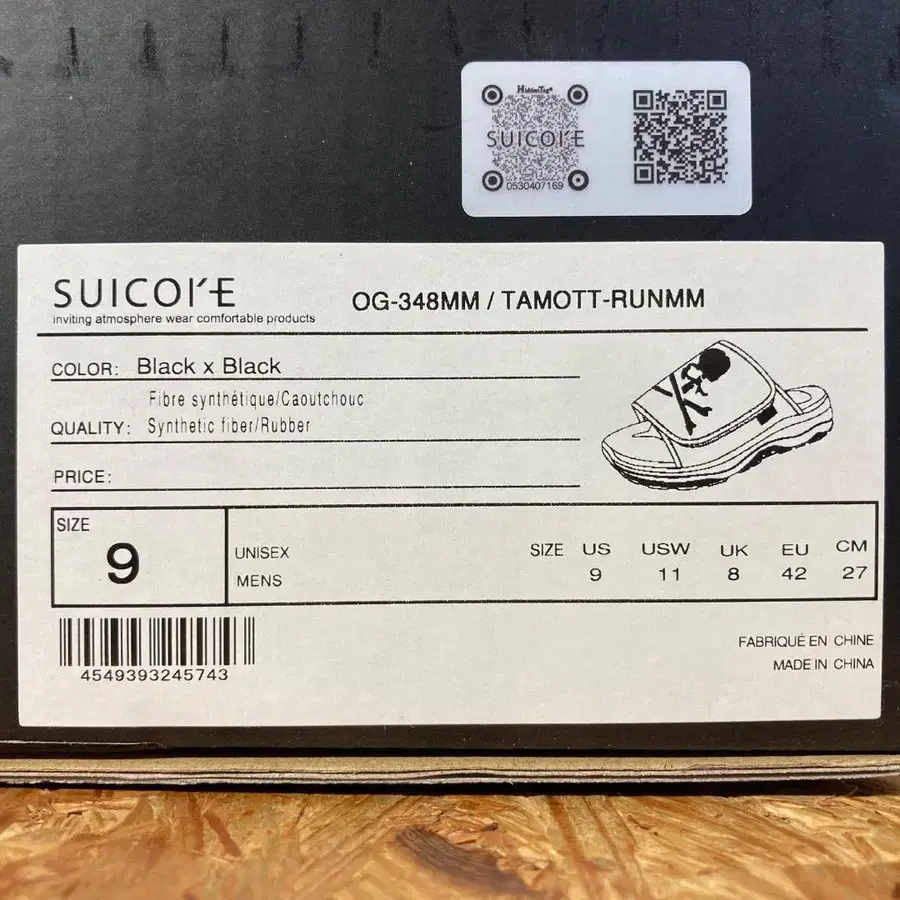 HiddenTag®
SUICOKE
0530407169
SUICOKE
inviting atmosphere wear comfortable products
OG-348MM / TAMOTT-RUNMM
COLOR: Black x Black
Fibre synthétique/Caoutchouc
QUALITY: Synthetic fiber/Rubber
PRICE:
SIZE
9
UNISEX
MENS
SIZE US USW UK EU CM
9 11 8 42 27
4549393245743
FABRIQUÉ EN CHINE
MADE IN CHINA